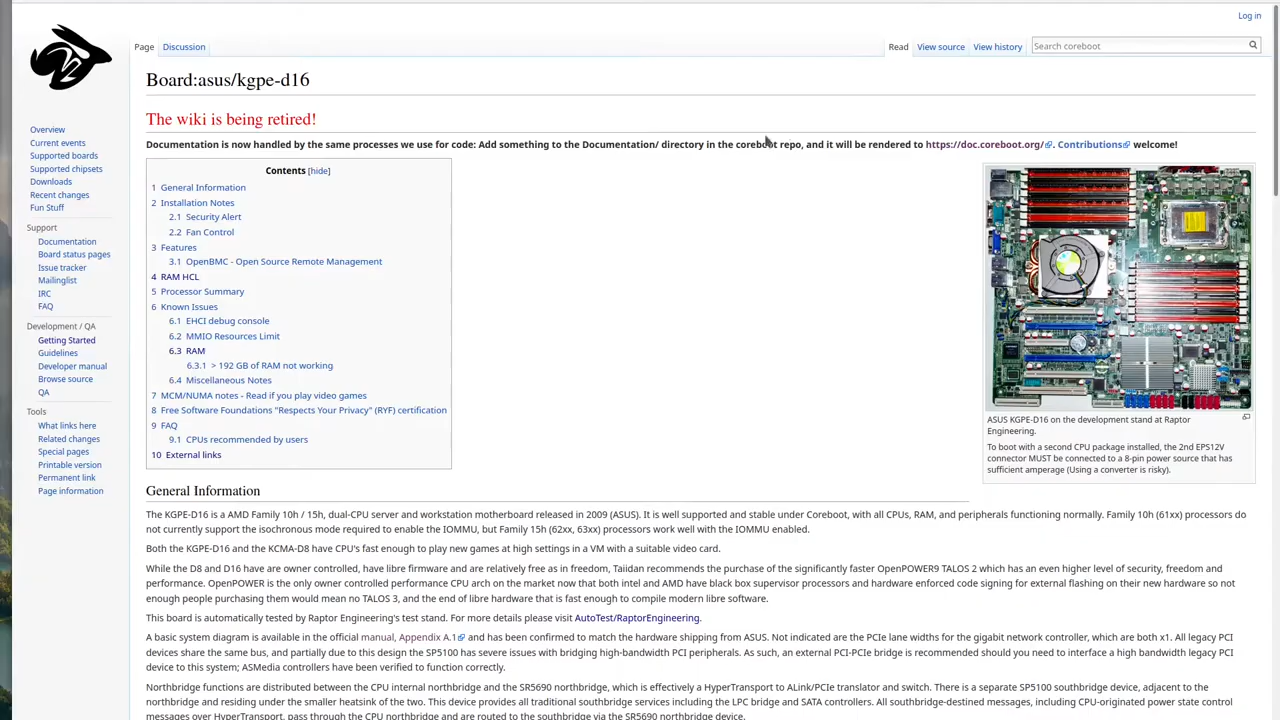 Log in
Page
Discussion
Read
View source
View history
Search coreboot
Board:asus/kgpe-d16
The wiki is being retired!
Documentation is now handled by the same processes we use for code: Add something to the Documentation/ directory in the coreboot repo, and it will be rendered to https://doc.coreboot.org/. Contributions welcome!
Overview
Current events
Supported boards
Supported chipsets
Downloads
Recent changes
Fun Stuff
Support
Documentation
Board status pages
Issue tracker
Mailinglist
IRC
FAQ
Development / QA
Getting Started
Guidelines
Developer manual
Browse source
QA
Tools
What links here
Related changes
Special pages
Printable version
Permanent link
Page information
Contents [hide]
1 General Information
2 Installation Notes
2.1 Security Alert
2.2 Fan Control
3 Features
3.1 OpenBMC - Open Source Remote Management
4 RAM HCL
5 Processor Summary
6 Known Issues
6.1 EHCI debug console
6.2 MMIO Resources Limit
6.3 RAM
6.3.1 > 192 GB of RAM not working
6.4 Miscellaneous Notes
7 MCM/NUMA notes - Read if you play video games
8 Free Software Foundations "Respects Your Privacy" (RYF) certification
9 FAQ
9.1 CPUs recommended by users
10 External links
ASUS KGPE-D16 on the development stand at Raptor
Engineering.
To boot with a second CPU package installed, the 2nd EPS12V
connector MUST be connected to a 8-pin power source that has
sufficient amperage (Using a converter is risky).
General Information
The KGPE-D16 is a AMD Family 10h / 15h, dual-CPU server and workstation motherboard released in 2009 (ASUS). It is well supported and stable under Coreboot, with all CPUs, RAM, and peripherals functioning normally. Family 10h (61xx) processors do
not currently support the isochronous mode required to enable the IOMMU, but Family 15h (62xx, 63xx) processors work well with the IOMMU enabled.
Both the KGPE-D16 and the KCMA-D8 have CPU's fast enough to play new games at high settings in a VM with a suitable video card.
While the D8 and D16 have are owner controlled, have libre firmware and are relatively free as in freedom, Taiidan recommends the purchase of the significantly faster OpenPOWER9 TALOS 2 which has an even higher level of security, freedom and
performance. OpenPOWER is the only owner controlled performance CPU arch on the market now that both intel and AMD have black box supervisor processors and hardware enforced code signing for external flashing on their new hardware so not
enough people purchasing them would mean no TALOS 3, and the end of libre hardware that is fast enough to compile modern libre software.
This board is automatically tested by Raptor Engineering's test stand. For more details please visit AutoTest/RaptorEngineering.
A basic system diagram is available in the official manual, Appendix A.1 and has been confirmed to match the hardware shipping from ASUS. Not indicated are the PCIe lane widths for the gigabit network controller, which are both x1. All legacy PCI
devices share the same bus, and partially due to this design the SP5100 has severe issues with bridging high-bandwidth PCI peripherals. As such, an external PCI-PCIe bridge is recommended should you need to interface a high bandwidth legacy PCI
device to this system; ASMedia controllers have been verified to function correctly.
Northbridge functions are distributed between the CPU internal northbridge and the SR5690 northbridge, which is effectively a HyperTransport to ALink/PCIe translator and switch. There is a separate SP5100 southbridge device, adjacent to the
northbridge and residing under the smaller heatsink of the two. This device provides all traditional southbridge services including the LPC bridge and SATA controllers. All southbridge-destined messages, including CPU-originated power state control
messages over HyperTransport, pass through the CPU northbridge and are routed to the southbridge via the SR5690 northbridge device.